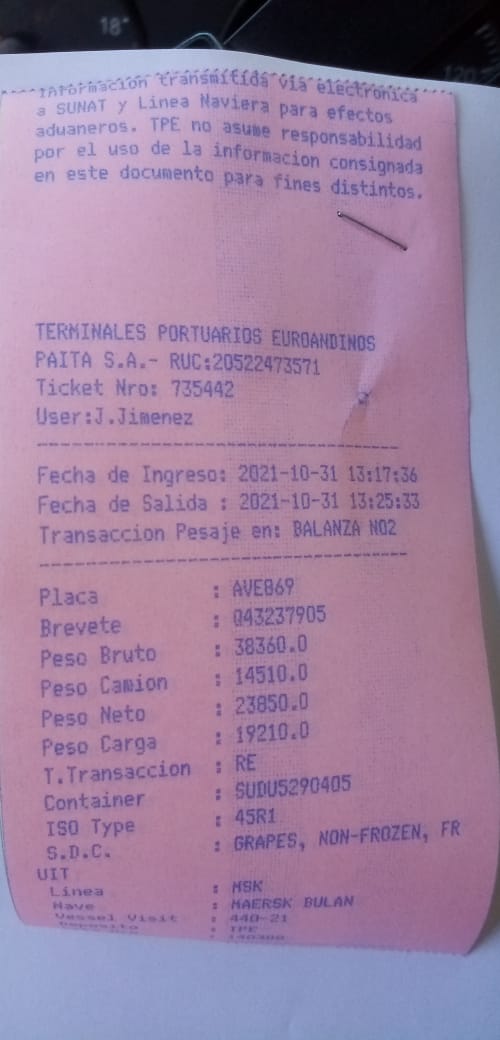 Informacion transmitida via electronica
a SUNAT y Linea Naviera para efectos
aduaneros. TPE no asume responsabilidad
por el uso de la informacion consignada
en este documento para fines distintos.
TERMINALES PORTUARIOS EUROANDINOS
PAITA S.A.- RUC:20522473571
Ticket Nro: 735442
User:J.Jimenez
Fecha de Ingreso: 2021-10-31 13:17:36
Fecha de Salida : 2021-10-31 13:25:33
Transaccion Pesaje en: BALANZA NO2
Placa : AVE869
Brevete : Q43237905
Peso Bruto : 38360.0
Peso Camion : 14510.0
Peso Neto : 23850.0
Peso Carga : 19210.0
T.Transaccion : RE
Container : SUDU5290405
ISO Type : 45R1
S.D.C. : GRAPES, NON-FROZEN, FR
UIT
Linea : MSK
Nave : MAERSK BULAN
Vessel Visit : 440-21
Deposito : TPE